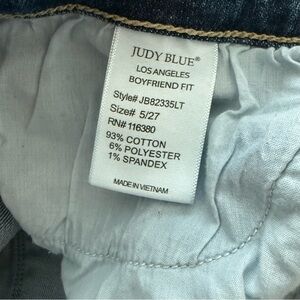 JUDY BLUE®
LOS ANGELES
BOYFRIEND FIT
Style# JB82335LT
Size# 5/27
RN# 116380
93% COTTON
6% POLYESTER
1% SPANDEX
MADE IN VIETNAM